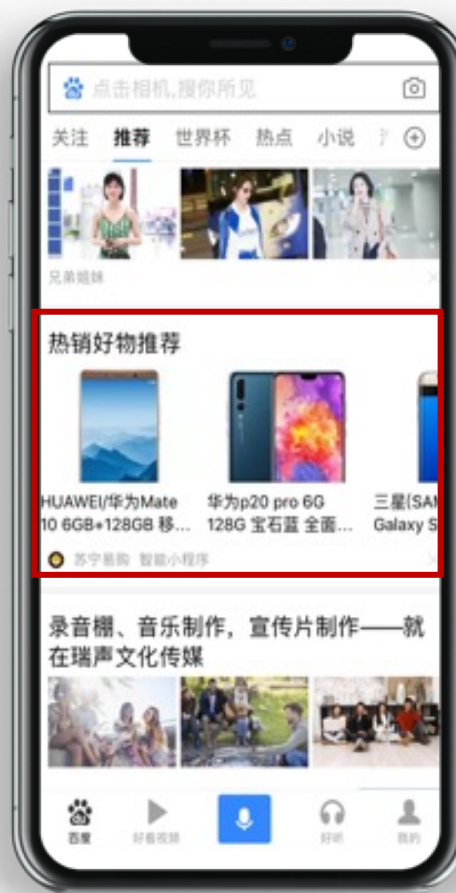 点击相机,搜你所见
关注 推荐 世界杯 热点 小说
兄弟姐妹
热销好物推荐
HUAWEI/华为Mate
10 6GB+128GB 移...
华为p20 pro 6G
128G 宝石蓝 全面...
三星(SAM
Galaxy S
苏宁易购 智能小程序
录音棚、音乐制作，宣传片制作——就
在瑞声文化传媒
百度 好看视频 好听 我的